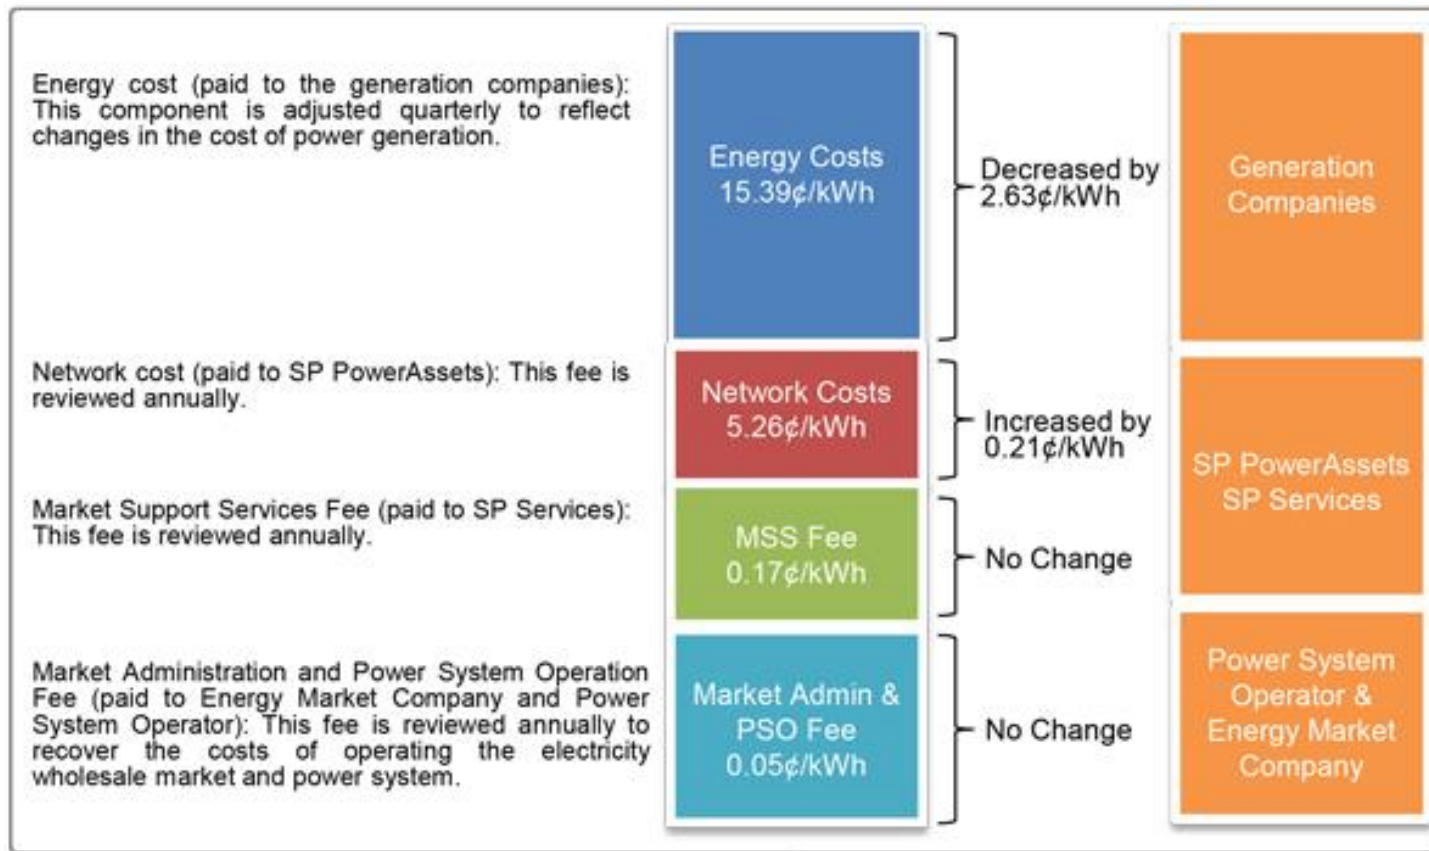 Energy cost (paid to the generation companies):
This component is adjusted quarterly to reflect
changes in the cost of power generation.
Energy Costs
15.39¢/kWh
Decreased by
2.63¢/kWh
Generation
Companies
Network cost (paid to SP PowerAssets): This fee is
reviewed annually.
Network Costs
5.26¢/kWh
Increased by
0.21¢/kWh
SP PowerAssets
SP Services
Market Support Services Fee (paid to SP Services):
This fee is reviewed annually.
MSS Fee
0.17¢/kWh
No Change
Market Administration and Power System Operation
Fee (paid to Energy Market Company and Power
System Operator): This fee is reviewed annually to
recover the costs of operating the electricity
wholesale market and power system.
Market Admin &
PSO Fee
0.05¢/kWh
No Change
Power System
Operator &
Energy Market
Company